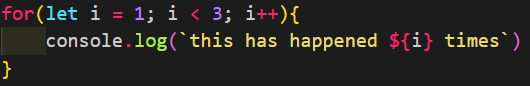 for(let i = 1; i < 3; i++){
    console.log(`this has happened ${i} times`)
}